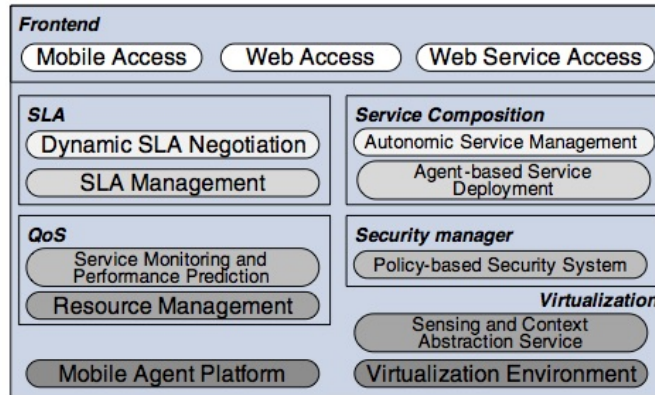 Frontend
Mobile Access
Web Access
Web Service Access
SLA
Dynamic SLA Negotiation
SLA Management
Service Composition
Autonomic Service Management
Agent-based Service
Deployment
QoS
Service Monitoring and
Performance Prediction
Resource Management
Security manager
Policy-based Security System
Virtualization
Sensing and Context
Abstraction Service
Mobile Agent Platform
Virtualization Environment